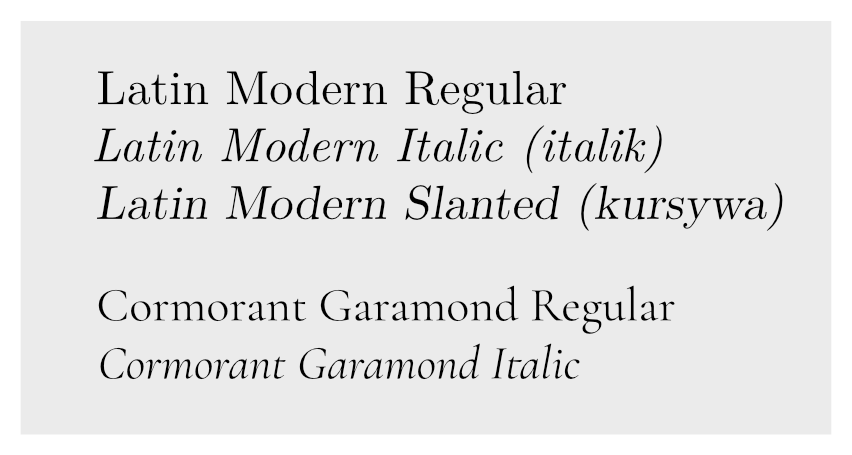 Latin Modern Regular
Latin Modern Italic (italik)
Latin Modern Slanted (kursywa)
Cormorant Garamond Regular
Cormorant Garamond Italic